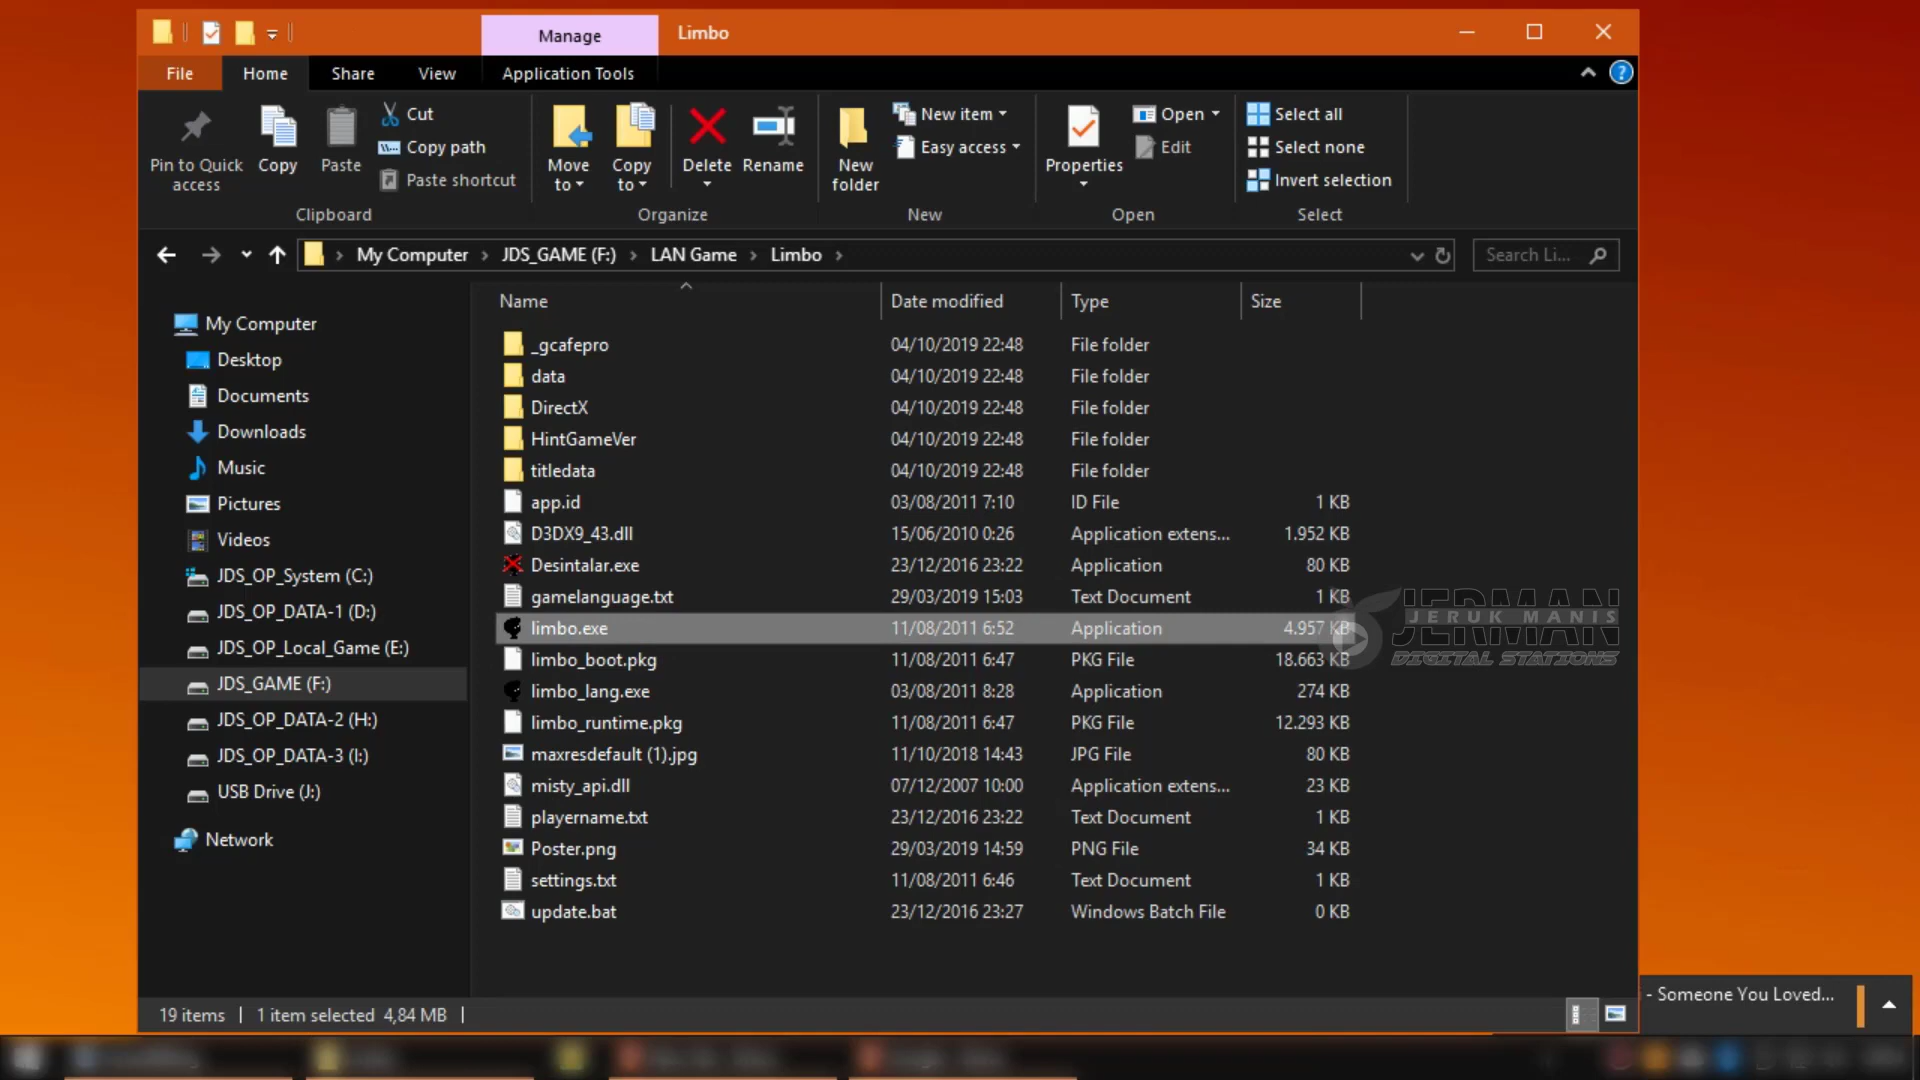 Manage
Limbo
File
Home
Share
View
Application Tools
Pin to Quick access
Copy
Paste
Cut
Copy path
Paste shortcut
Clipboard
Move to
Copy to
Delete
Rename
Organize
New folder
New item
Easy access
New
Properties
Open
Edit
Open
Select all
Select none
Invert selection
Select
My Computer › JDS_GAME (F:) › LAN Game › Limbo ›
Search Li...
Name Date modified Type Size
My Computer
Desktop
Documents
Downloads
Music
Pictures
Videos
JDS_OP_System (C:)
JDS_OP_DATA-1 (D:)
JDS_OP_Local_Game (E:)
JDS_GAME (F:)
JDS_OP_DATA-2 (H:)
JDS_OP_DATA-3 (I:)
USB Drive (J:)
Network
_gcafepro 04/10/2019 22:48 File folder
data 04/10/2019 22:48 File folder
DirectX 04/10/2019 22:48 File folder
HintGameVer 04/10/2019 22:48 File folder
titledata 04/10/2019 22:48 File folder
app.id 03/08/2011 7:10 ID File 1 KB
D3DX9_43.dll 15/06/2010 0:26 Application extens... 1.952 KB
Desintalar.exe 23/12/2016 23:22 Application 80 KB
gamelanguage.txt 29/03/2019 15:03 Text Document 1 KB
limbo.exe 11/08/2011 6:52 Application 4.957 KB
limbo_boot.pkg 11/08/2011 6:47 PKG File 18.663 KB
limbo_lang.exe 03/08/2011 8:28 Application 274 KB
limbo_runtime.pkg 11/08/2011 6:47 PKG File 12.293 KB
maxresdefault (1).jpg 11/10/2018 14:43 JPG File 80 KB
misty_api.dll 07/12/2007 10:00 Application extens... 23 KB
playername.txt 23/12/2016 23:22 Text Document 1 KB
Poster.png 29/03/2019 14:59 PNG File 34 KB
settings.txt 11/08/2011 6:46 Text Document 1 KB
update.bat 23/12/2016 23:27 Windows Batch File 0 KB
JERMAN
JERUK MANIS
DIGITAL STATIONS
19 items | 1 item selected 4,84 MB |
- Someone You Loved...